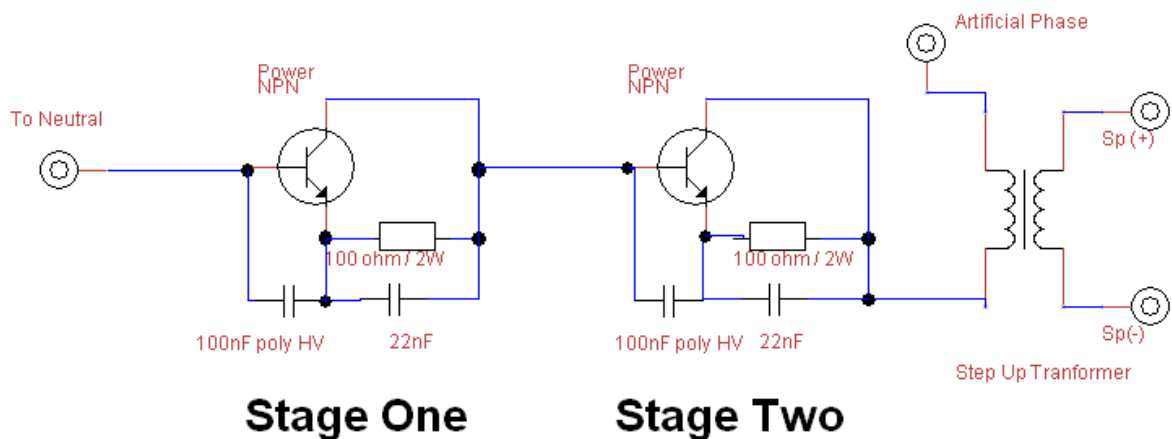 Artificial Phase
Power
NPN
Power
NPN
To Neutral
Sp (+)
100 ohm / 2W
100 ohm / 2W
100nF poly HV
22nF
100nF poly HV
22nF
Sp(-)
Step Up Tranformer
Stage One
Stage Two